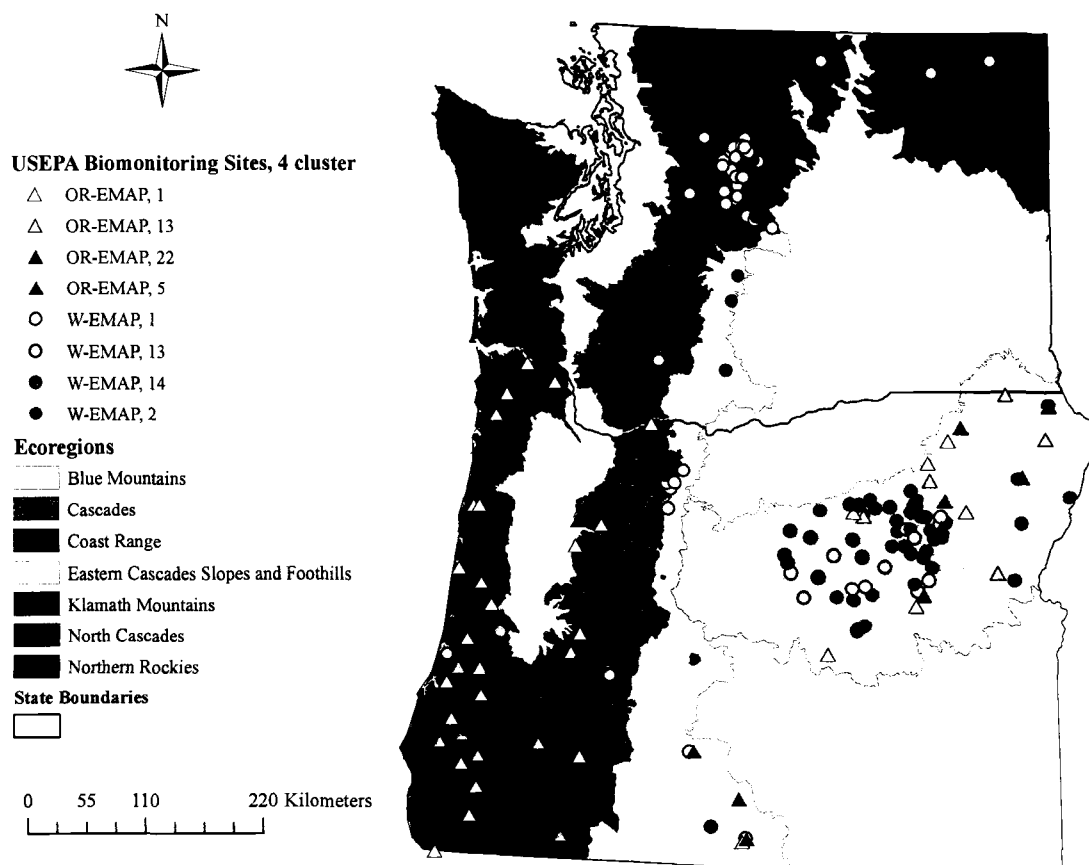 N
USEPA Biomonitoring Sites, 4 cluster
OR-EMAP, 1
OR-EMAP, 13
OR-EMAP, 22
OR-EMAP, 5
W-EMAP, 1
W-EMAP, 13
W-EMAP, 14
W-EMAP, 2
Ecoregions
Blue Mountains
Cascades
Coast Range
Eastern Cascades Slopes and Foothills
Klamath Mountains
North Cascades
Northern Rockies
State Boundaries
0 55 110 220 Kilometers